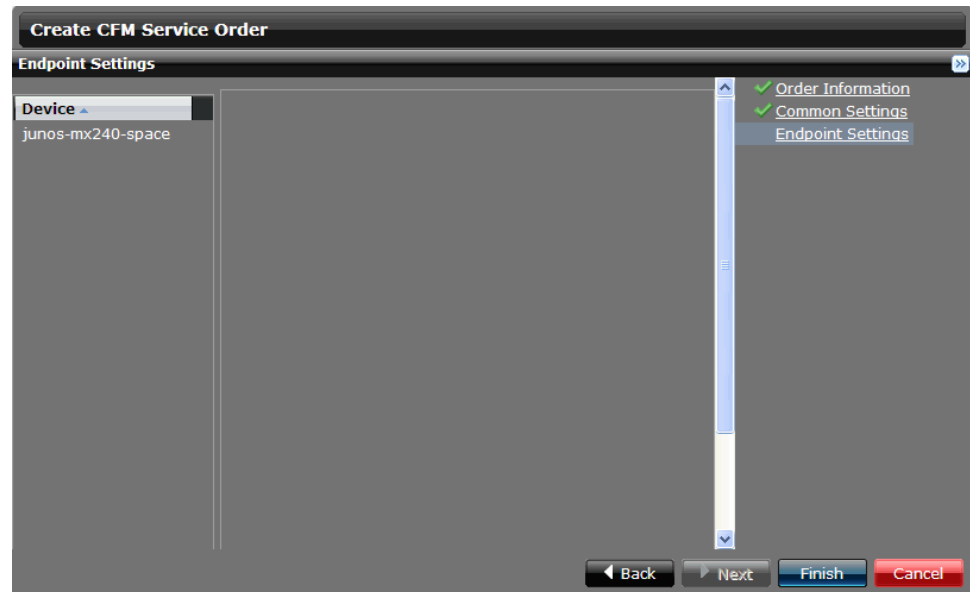 Create CFM Service Order
Endpoint Settings
Device
junos-mx240-space
Order Information
Common Settings
Endpoint Settings
Back
Next
Finish
Cancel